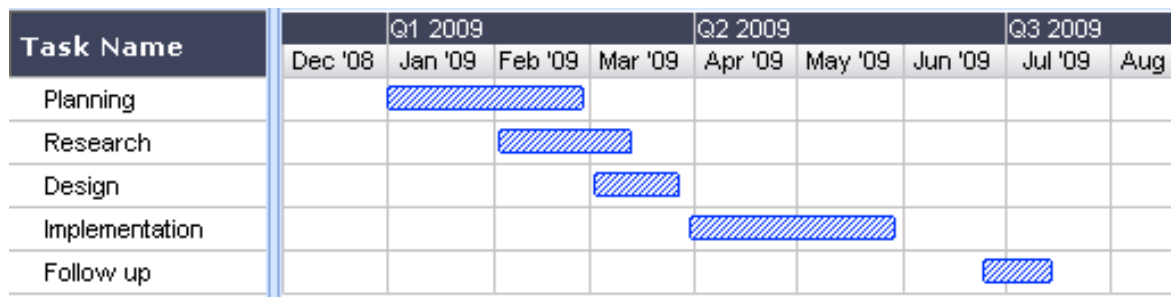 Task Name
Q1 2009 Q2 2009 Q3 2009
Dec '08 Jan '09 Feb '09 Mar '09 Apr '09 May '09 Jun '09 Jul '09 Aug
Planning
Research
Design
Implementation
Follow up